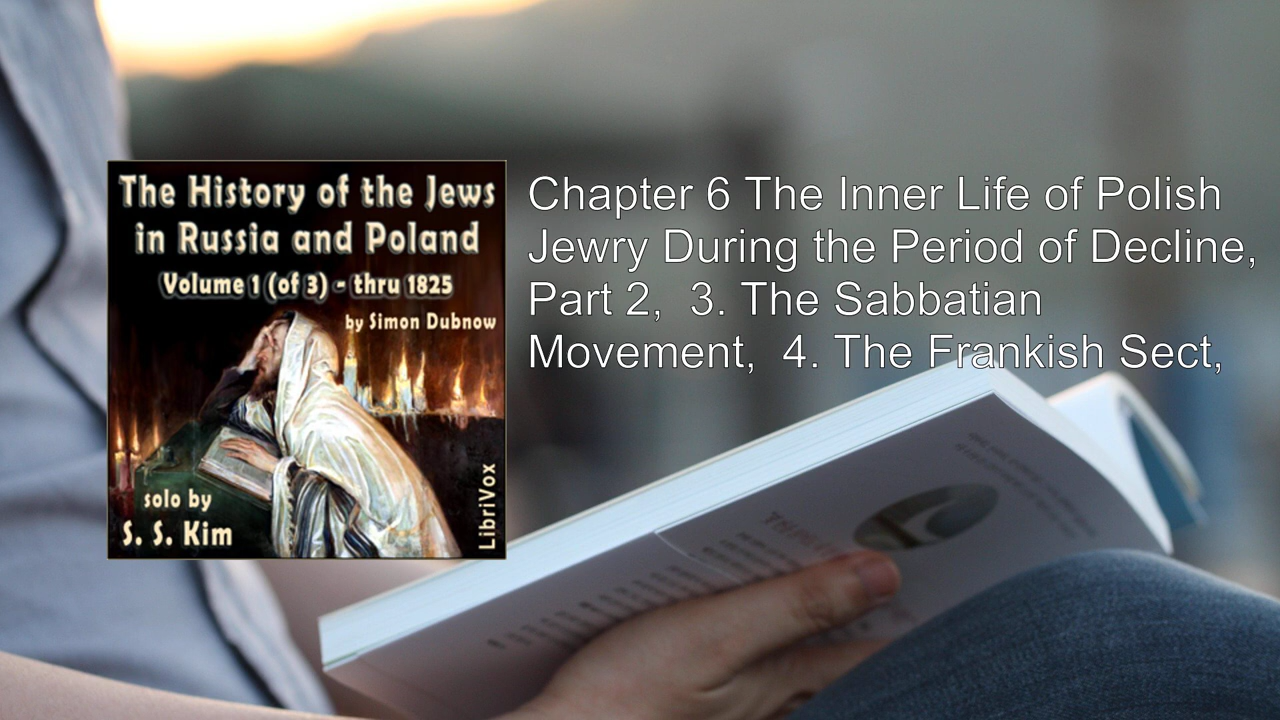 The History of the Jews
in Russia and Poland
Volume 1 (of 3) - thru 1825
by Simon Dubnow
solo by
S. S. Kim
LibriVox
Chapter 6 The Inner Life of Polish
Jewry During the Period of Decline,
Part 2,  3. The Sabbatian
Movement,  4. The Frankish Sect,